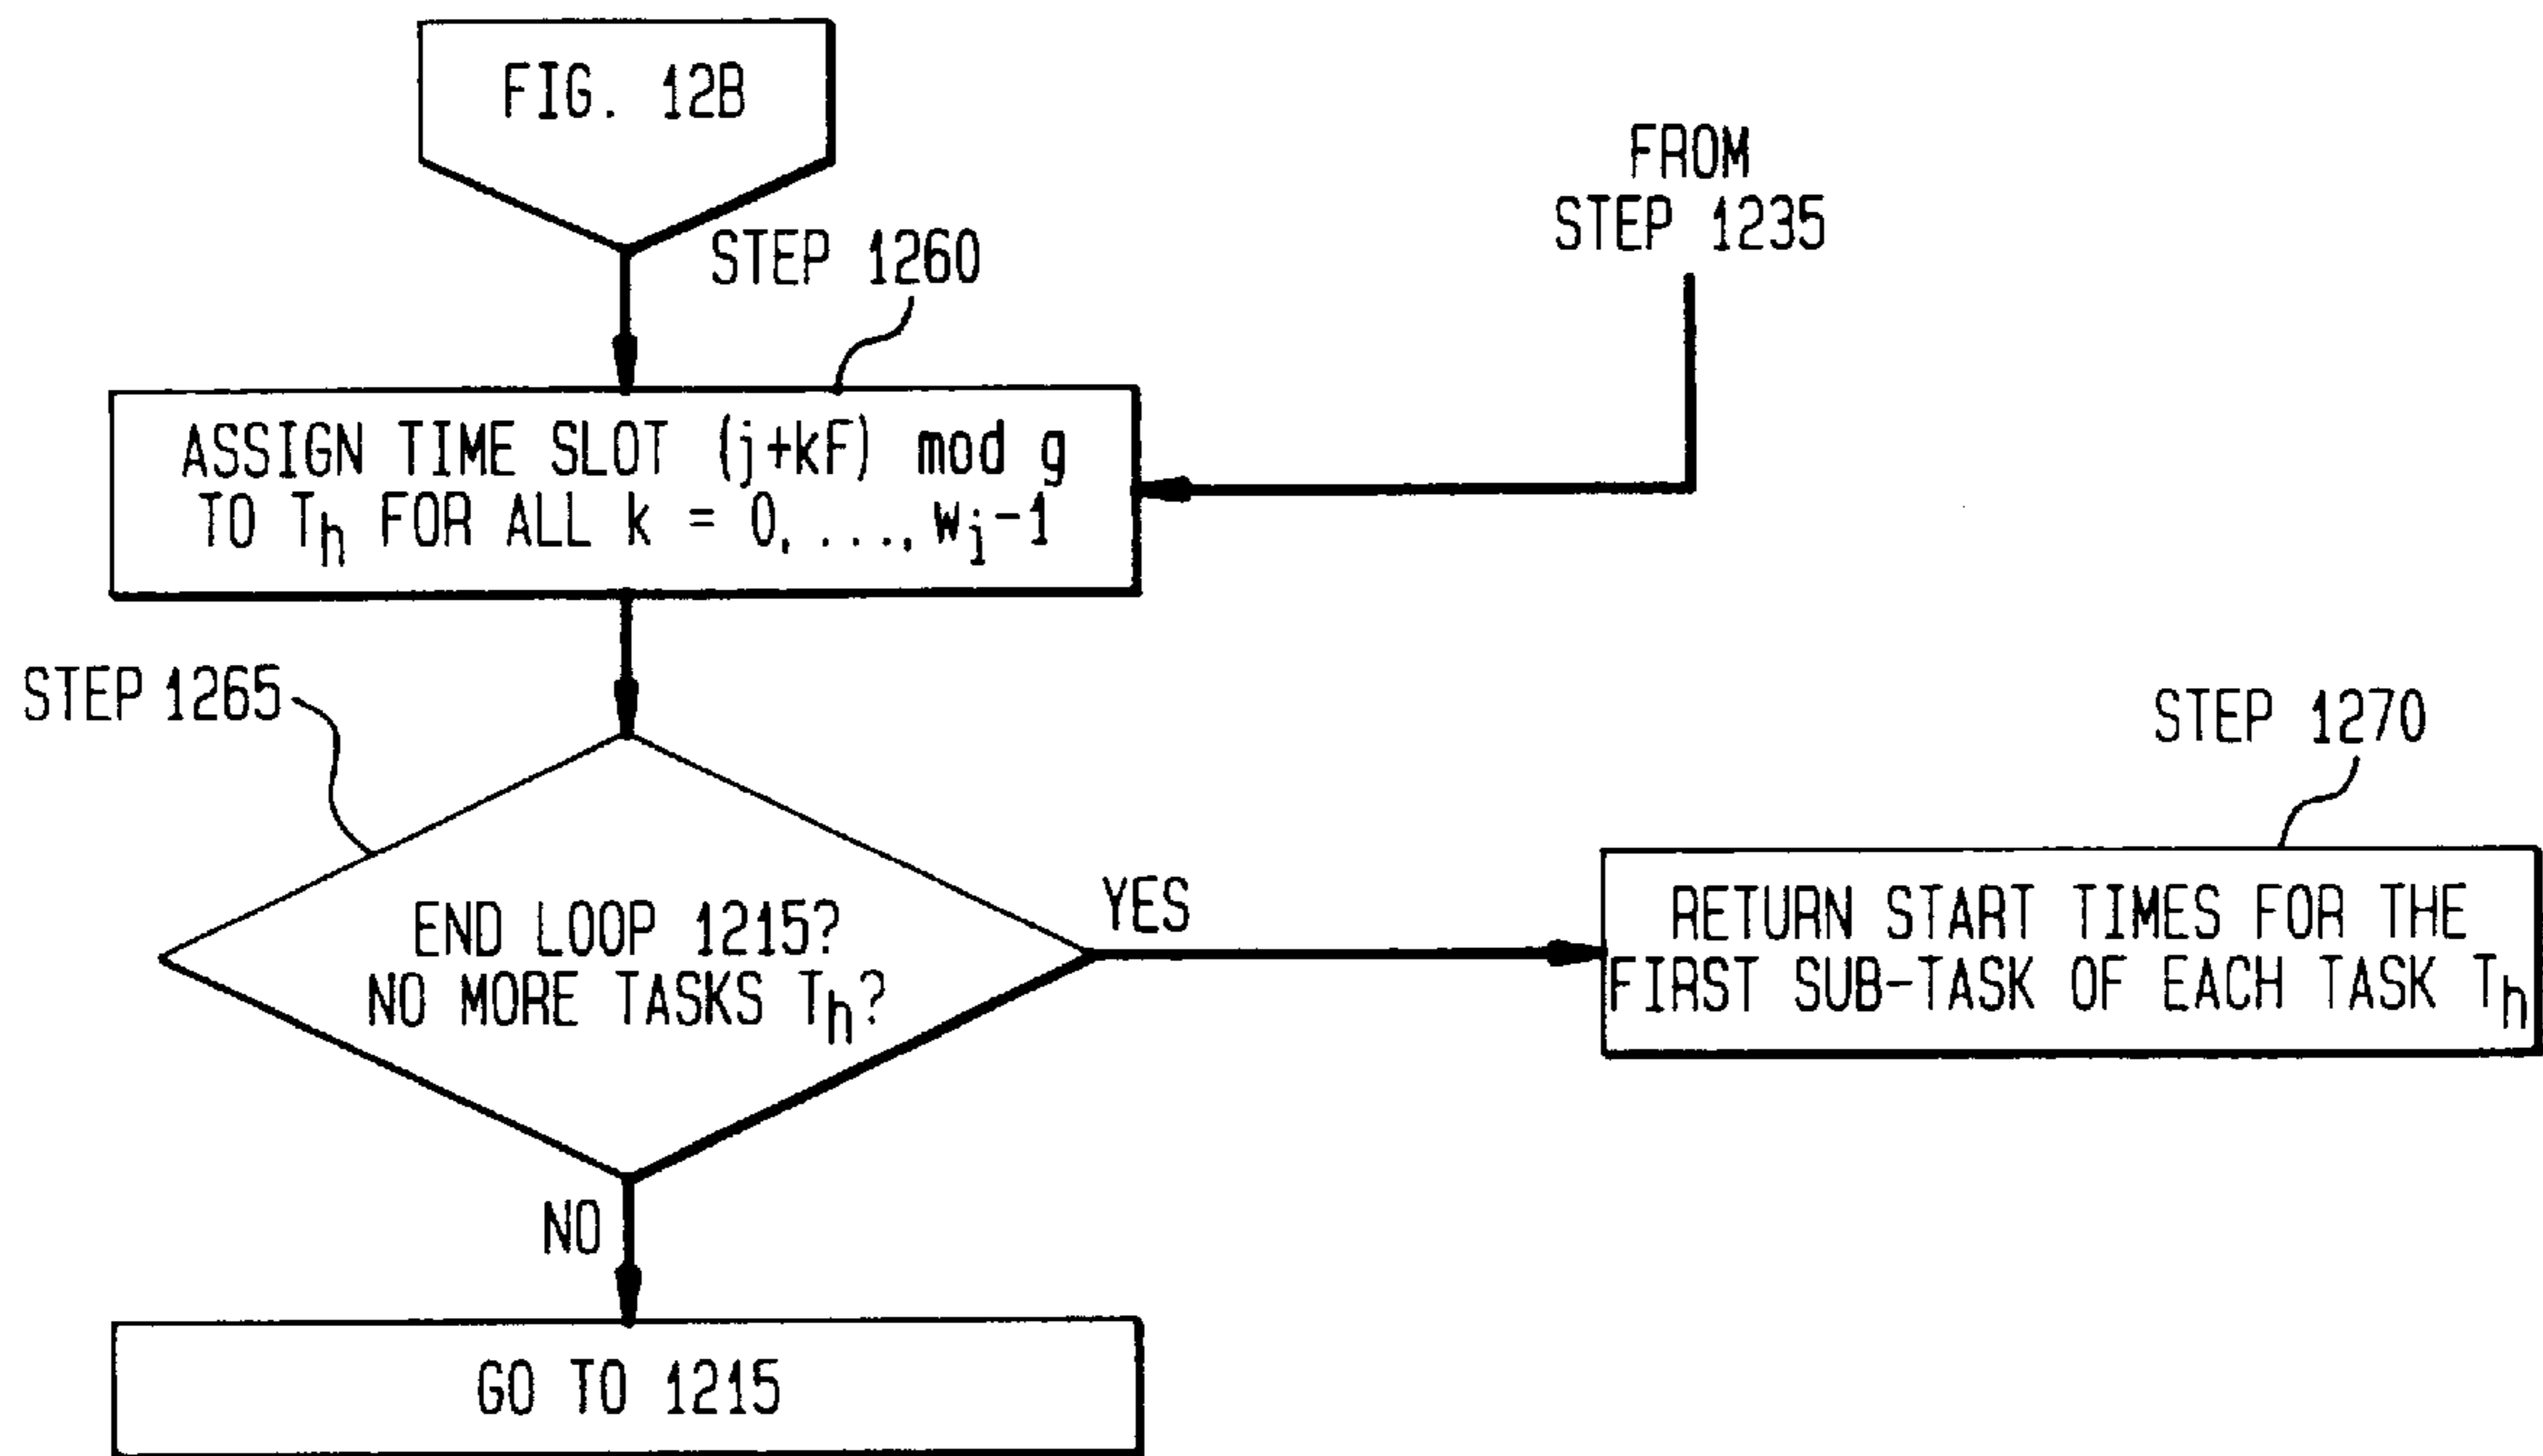 FIG. 12B
FROM
STEP 1235
STEP 1260
ASSIGN TIME SLOT (j+kF) mod g
TO Th FOR ALL k = 0, ..., wi-1
STEP 1265
STEP 1270
END LOOP 1215?
NO MORE TASKS Th?
YES
RETURN START TIMES FOR THE
FIRST SUB-TASK OF EACH TASK Th
NO
GO TO 1215